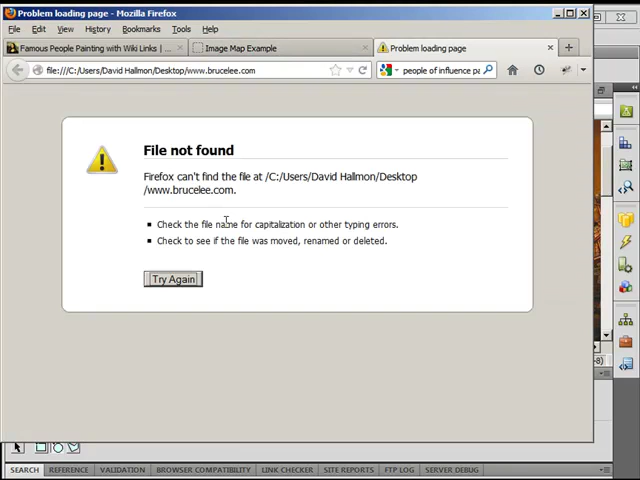 Problem loading page - Mozilla Firefox
File Edit View History Bookmarks Tools Help
Famous People Painting with Wiki Links | ...
Image Map Example
Problem loading page
file:///C:/Users/David Hallmon/Desktop/www.brucelee.com
people of influence pa
File not found
Firefox can't find the file at /C:/Users/David Hallmon/Desktop
/www.brucelee.com.
Check the file name for capitalization or other typing errors.
Check to see if the file was moved, renamed or deleted.
Try Again
-8)
SEARCH REFERENCE VALIDATION BROWSER COMPATIBILITY LINK CHECKER SITE REPORTS FTP LOG SERVER DEBUG